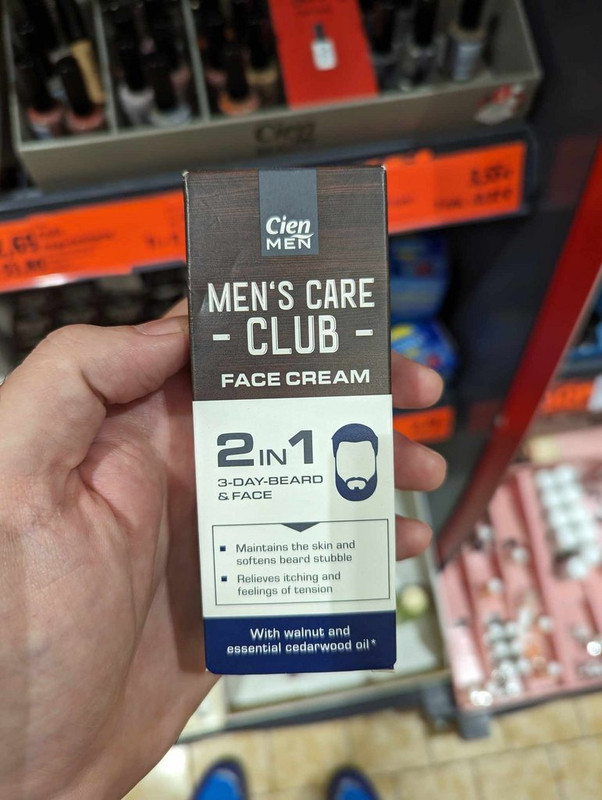 Cien
Cien
MEN
MEN'S CARE
- CLUB -
FACE CREAM
2 IN 1
3-DAY-BEARD
& FACE
Maintains the skin and
softens beard stubble
Relieves itching and
feelings of tension
With walnut and
essential cedarwood oil*